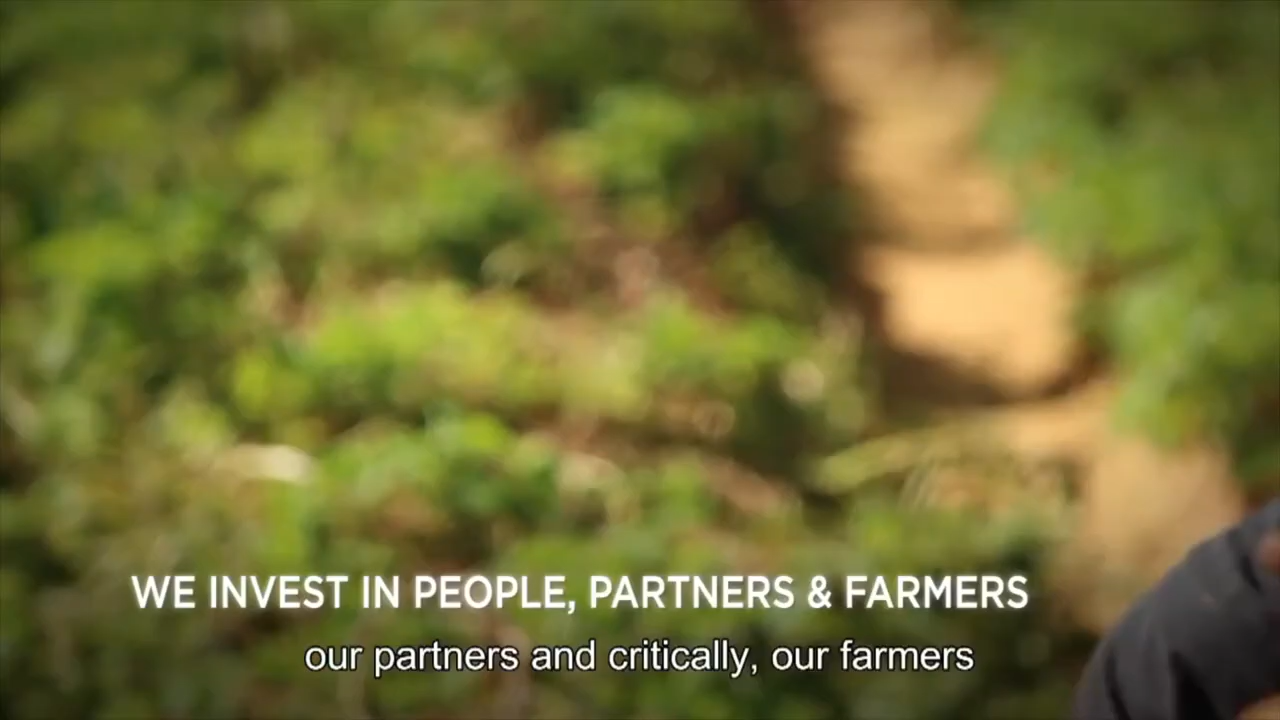 WE INVEST IN PEOPLE, PARTNERS & FARMERS
our partners and critically, our farmers